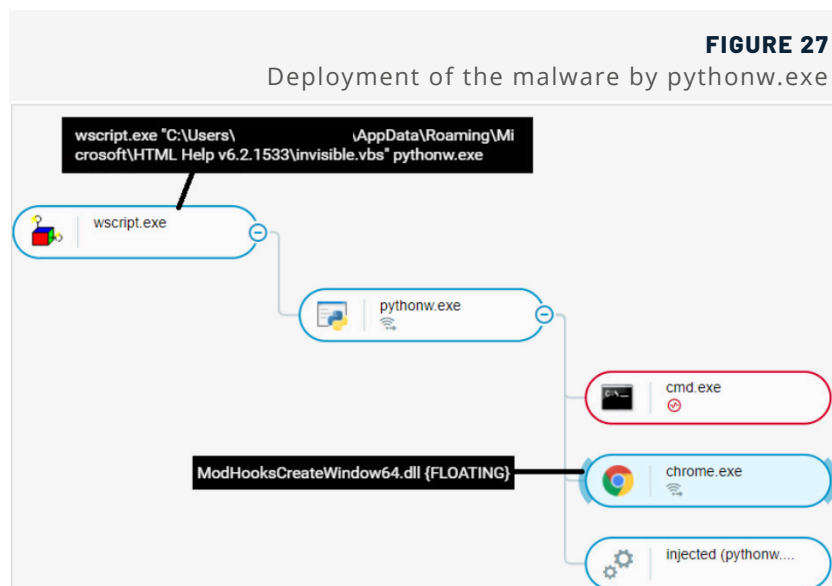 FIGURE 27
Deployment of the malware by pythonw.exe
wscript.exe "C:\Users\ \AppData\Roaming\Mi
crosoft\HTML Help v6.2.1533\invisible.vbs" pythonw.exe
wscript.exe
pythonw.exe
C:\_
cmd.exe
ModHooksCreateWindow64.dll {FLOATING}
chrome.exe
injected (pythonw....